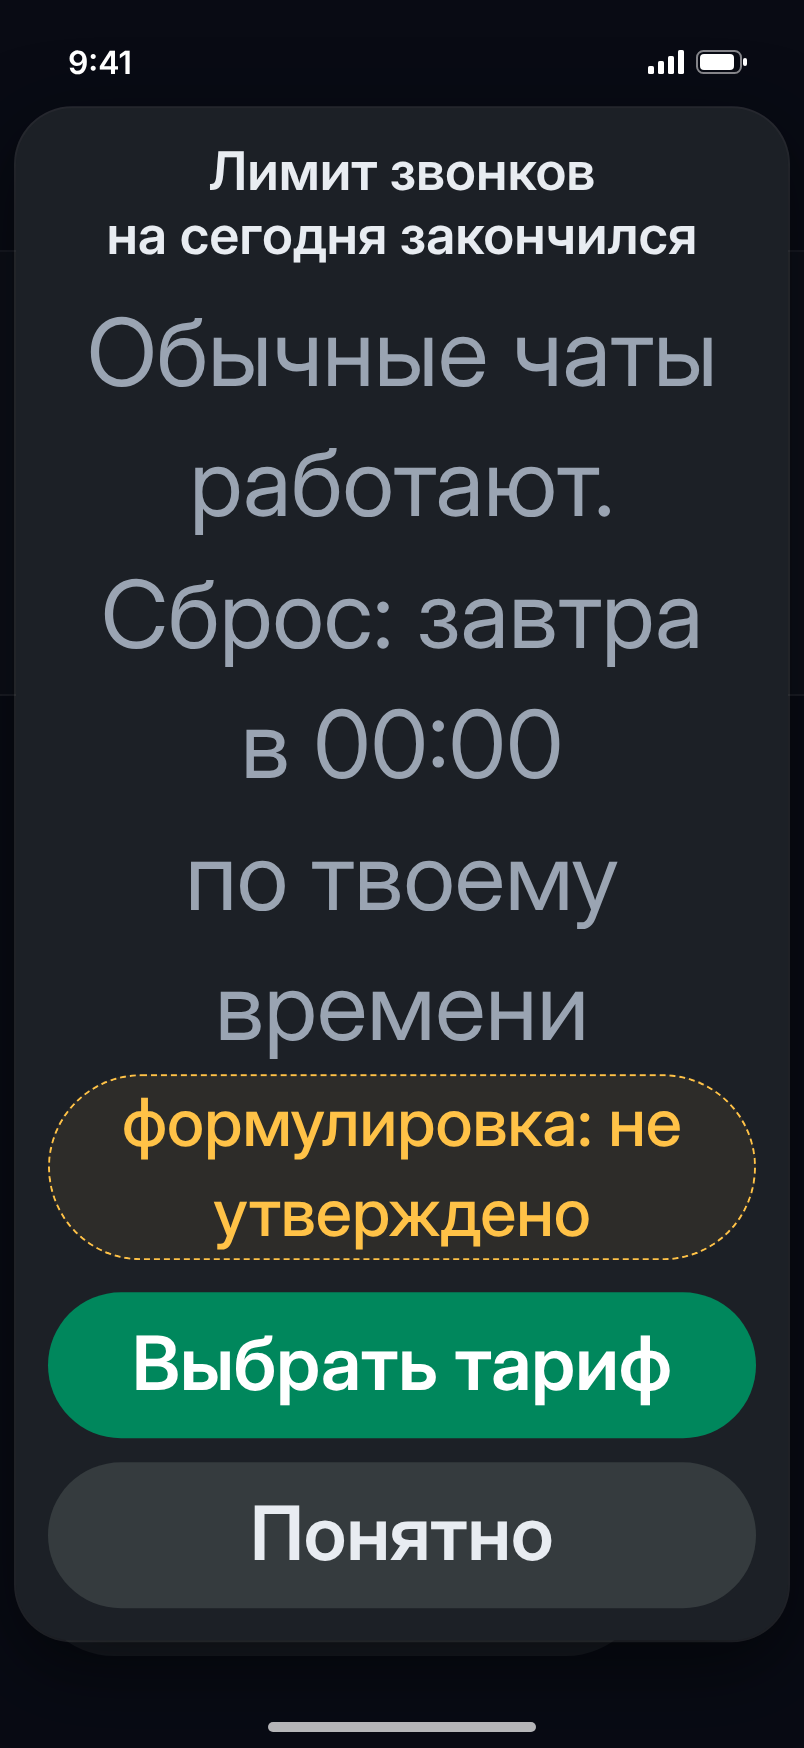 9:41
Лимит звонков
на сегодня закончился
Обычные чаты
работают.
Сброс: завтра
в 00:00
по твоему
времени
формулировка: не
утверждено
Выбрать тариф
Понятно